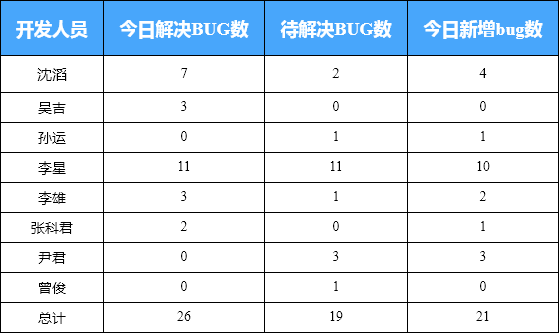 开发人员 今日解决BUG数 待解决BUG数 今日新增bug数
沈滔 7 2 4
吴吉 3 0 0
孙运 0 1 1
李星 11 11 10
李雄 3 1 2
张科君 2 0 1
尹君 0 3 3
曾俊 0 1 0
总计 26 19 21